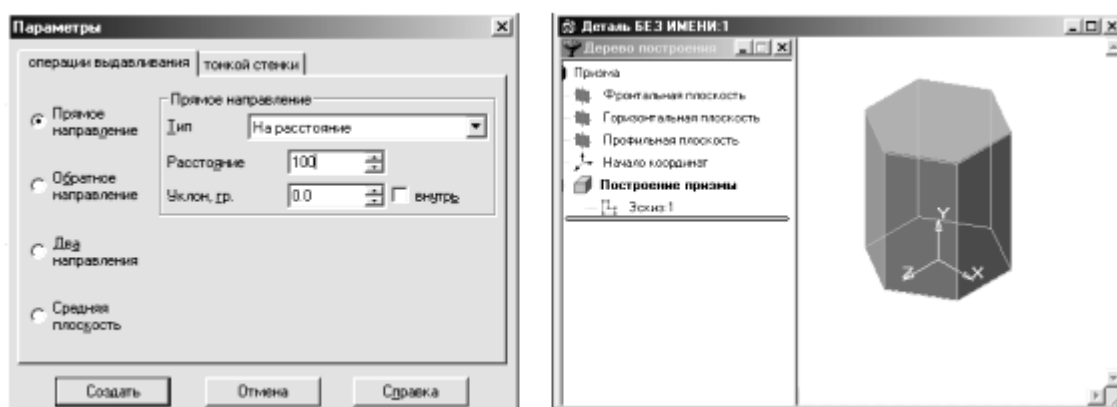 Параметры
операции выдавливания
тонкой стенки
Прямое направление
Прямое
направление
Тип
На расстояние
Расстояние
100
Обратное
направление
Уклон, гр.
0.0
внутрь
Два
направления
Средняя
плоскость
Создать
Отмена
Справка
Деталь БЕЗ ИМЕНИ:1
Дерево построения
Призма
Фронтальная плоскость
Горизонтальная плоскость
Профильная плоскость
Начало координат
Построение призмы
Эскиз:1
Y
Z
X